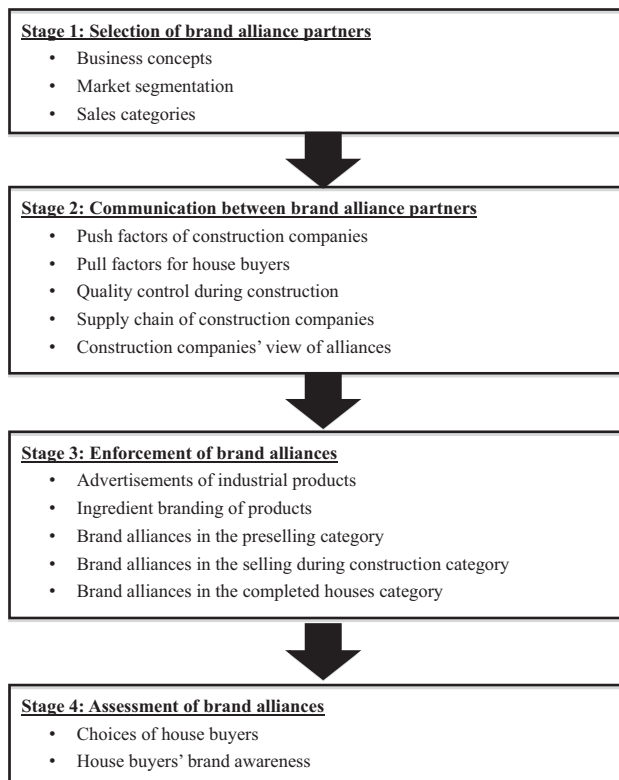 Stage 1: Selection of brand alliance partners
• Business concepts
• Market segmentation
• Sales categories
Stage 2: Communication between brand alliance partners
• Push factors of construction companies
• Pull factors for house buyers
• Quality control during construction
• Supply chain of construction companies
• Construction companies’ view of alliances
Stage 3: Enforcement of brand alliances
• Advertisements of industrial products
• Ingredient branding of products
• Brand alliances in the preselling category
• Brand alliances in the selling during construction category
• Brand alliances in the completed houses category
Stage 4: Assessment of brand alliances
• Choices of house buyers
• House buyers’ brand awareness